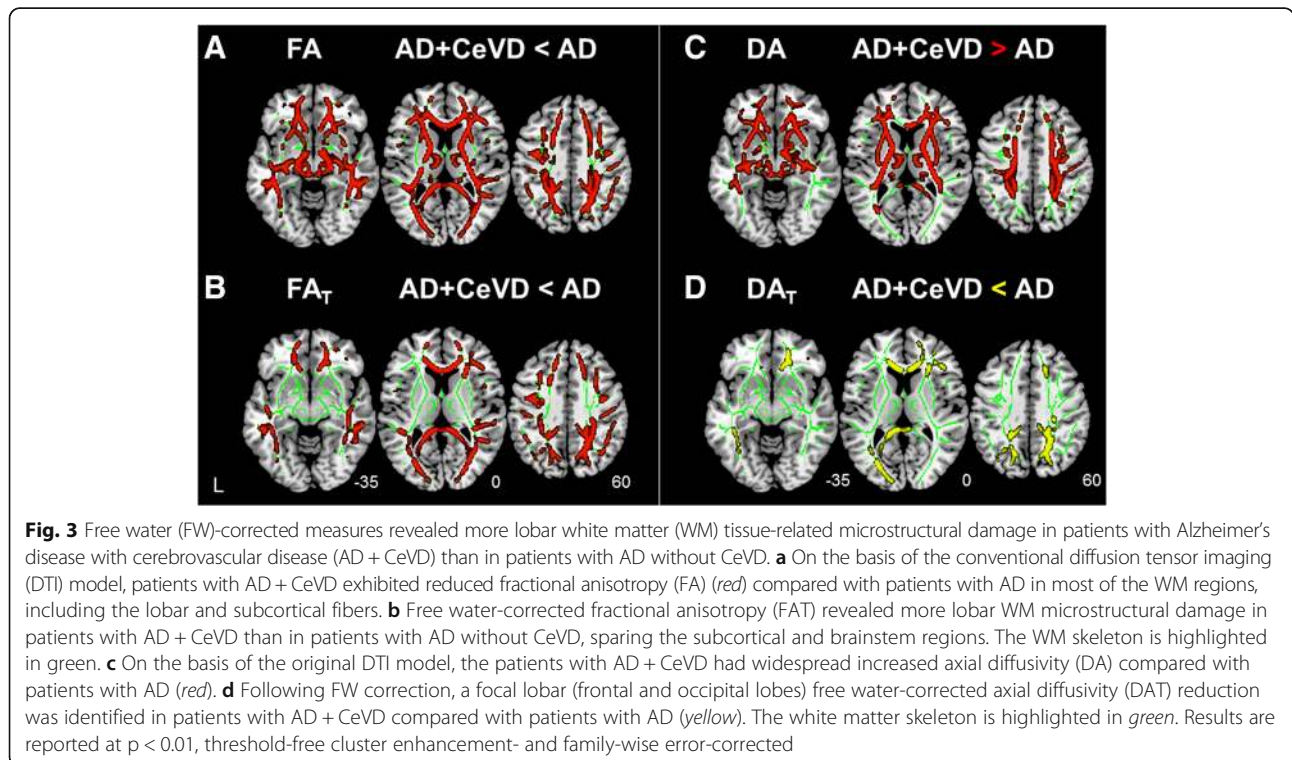 A FA AD+CeVD < AD
C DA AD+CeVD > AD
B FAT AD+CeVD < AD
L -35 0 60
D DAT AD+CeVD < AD
-35 0 60
Fig. 3 Free water (FW)-corrected measures revealed more lobar white matter (WM) tissue-related microstructural damage in patients with Alzheimer's
disease with cerebrovascular disease (AD + CeVD) than in patients with AD without CeVD. a On the basis of the conventional diffusion tensor imaging
(DTI) model, patients with AD + CeVD exhibited reduced fractional anisotropy (FA) (red) compared with patients with AD in most of the WM regions,
including the lobar and subcortical fibers. b Free water-corrected fractional anisotropy (FAT) revealed more lobar WM microstructural damage in
patients with AD + CeVD than in patients with AD without CeVD, sparing the subcortical and brainstem regions. The WM skeleton is highlighted
in green. c On the basis of the original DTI model, the patients with AD + CeVD had widespread increased axial diffusivity (DA) compared with
patients with AD (red). d Following FW correction, a focal lobar (frontal and occipital lobes) free water-corrected axial diffusivity (DAT) reduction
was identified in patients with AD + CeVD compared with patients with AD (yellow). The white matter skeleton is highlighted in green. Results are
reported at p < 0.01, threshold-free cluster enhancement- and family-wise error-corrected